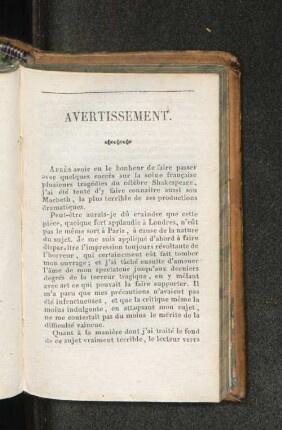 AVERTISSEMENT.
APRÈS avoir eu le bonheur de faire passer
avec quelques succès sur la scène française
plusieurs tragédies du célèbre Shakespeare,
j'ai été tenté d'y faire connaître aussi son
Macbeth, la plus terrible de ses productions
dramatiques.
Peut-être aurais-je dû craindre que cette
pièce, quoique fort applaudie à Londres, n'eût
pas le même sort à Paris, à cause de la nature
du sujet. Je me suis appliqué d'abord à faire
disparaître l'impression toujours révoltante de
l'horreur, qui certainement eût fait tomber
mon ouvrage; et j'ai tâché ensuite d'amener
l'âme de mon spectateur jusqu'aux derniers
degrés de la terreur tragique, en y mêlant
avec art ce qui pouvait la faire supporter. Il
m'a paru que mes précautions n'avaient pas
été infructueuses, et que la critique même la
moins indulgente, en attaquant mon sujet,
ne me contestait pas du moins le mérite de la
difficulté vaincue.
Quant à la manière dont j'ai traité le fond
de ce sujet vraiment terrible, le lecteur verra